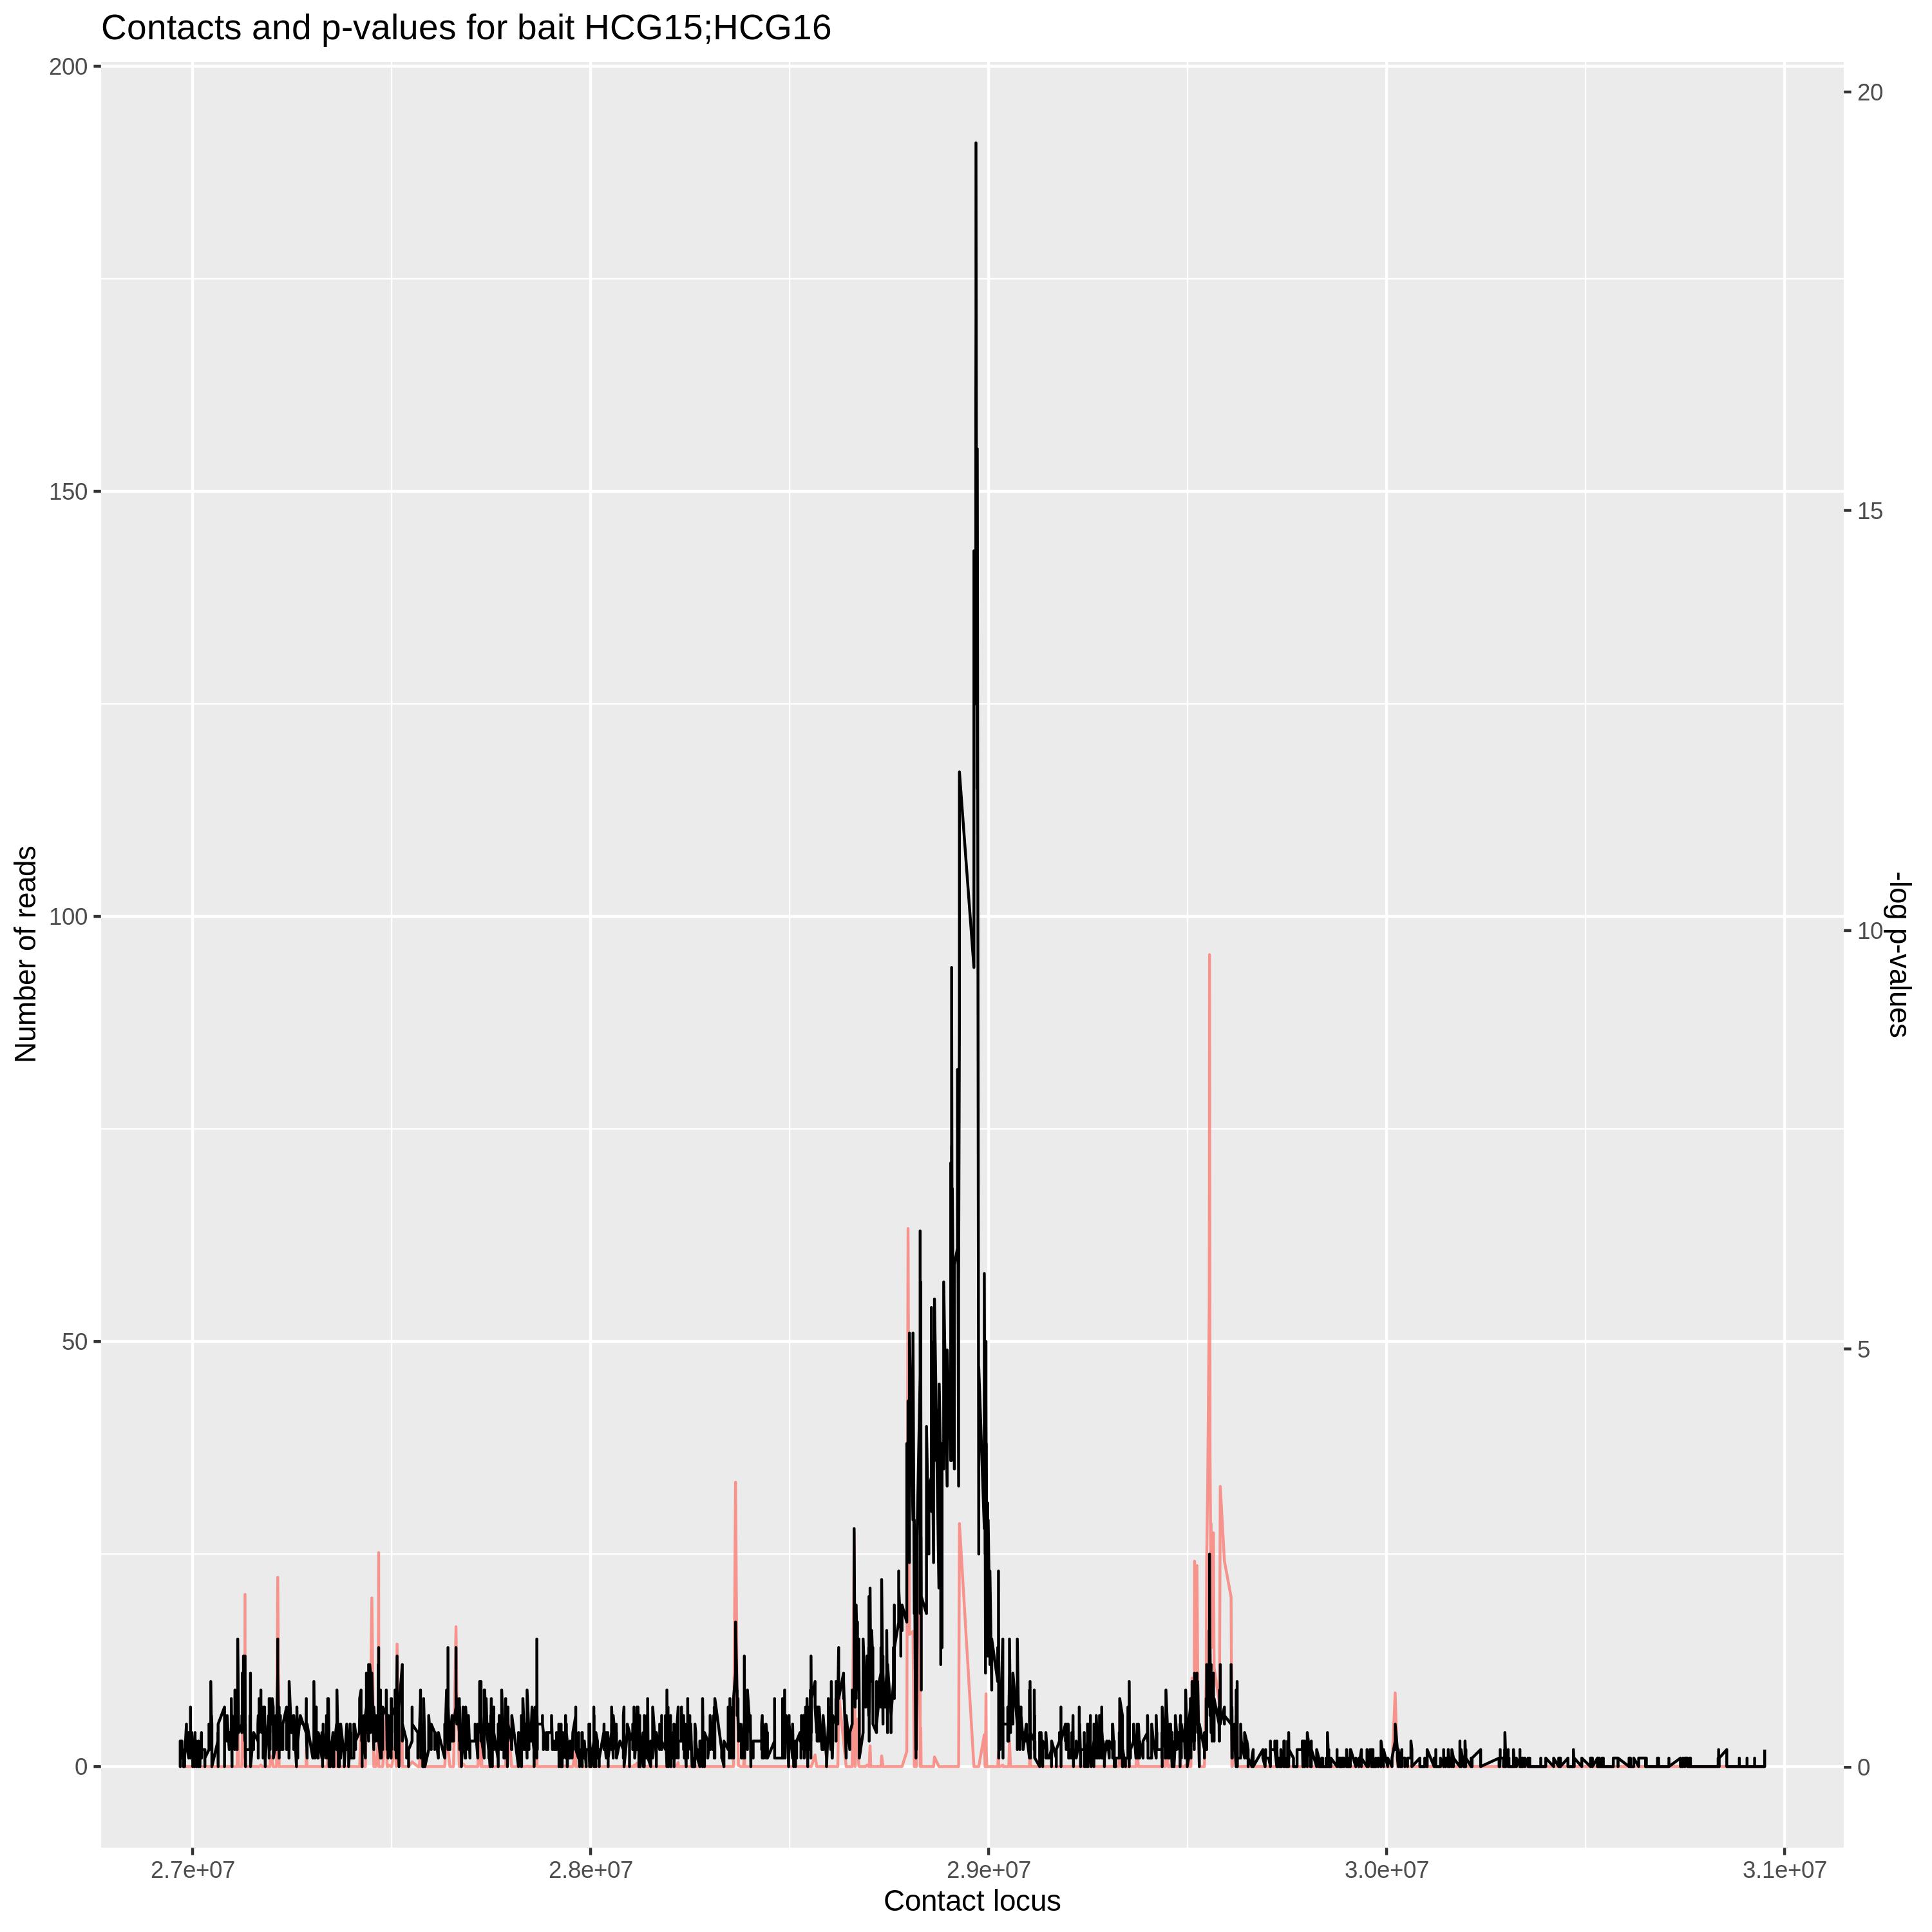 Contacts and p-values for bait HCG15;HCG16
200
150
100
50
0
Number of reads
20
15
10
5
0
-log p-values
2.7e+07
2.8e+07
2.9e+07
3.0e+07
3.1e+07
Contact locus